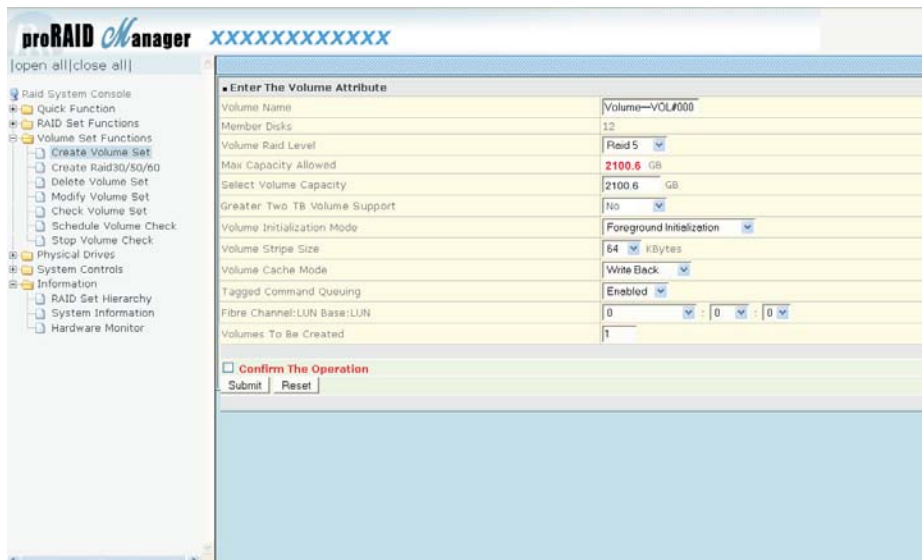 proRAID Manager XXXXXXXXXXXX
|open all|close all|
Raid System Console
Quick Function
RAID Set Functions
Volume Set Functions
Create Volume Set
Create Raid30/50/60
Delete Volume Set
Modify Volume Set
Check Volume Set
Schedule Volume Check
Stop Volume Check
Physical Drives
System Controls
Information
RAID Set Hierarchy
System Information
Hardware Monitor
Enter The Volume Attribute
Volume Name Volume---VOL#000
Member Disks 12
Volume Raid Level Raid 5
Max Capacity Allowed 2100.6 GB
Select Volume Capacity 2100.6 GB
Greater Two TB Volume Support No
Volume Initialization Mode Foreground Initialization
Volume Stripe Size 64 KBytes
Volume Cache Mode Write Back
Tagged Command Queuing Enabled
Fibre Channel:LUN Base:LUN 0 : 0 : 0
Volumes To Be Created 1
Confirm The Operation
Submit Reset